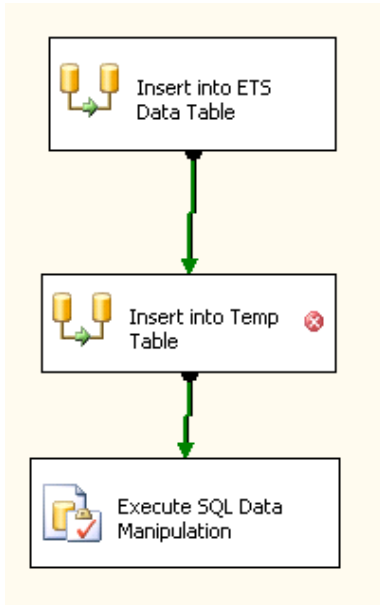 Insert into ETS
Data Table
Insert into Temp
Table
Execute SQL Data
Manipulation